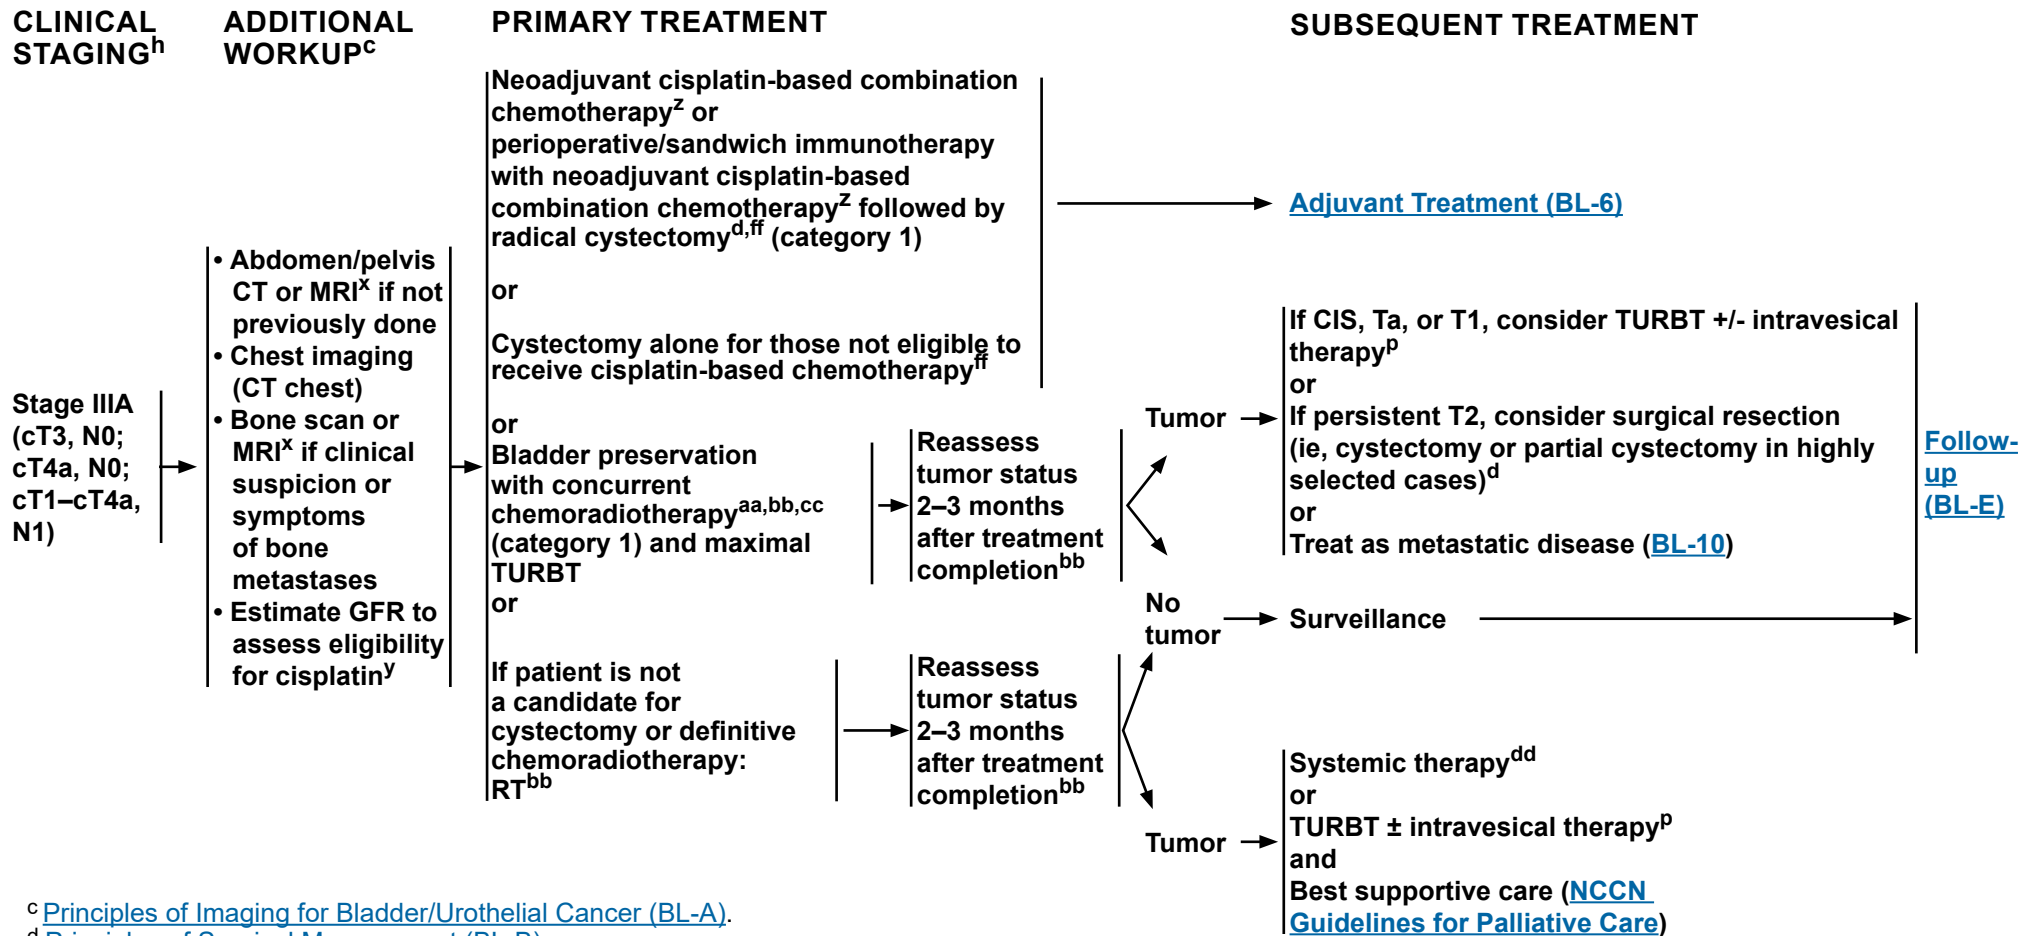 CLINICAL
STAGINGh
ADDITIONAL
WORKUPc
PRIMARY TREATMENT
SUBSEQUENT TREATMENT
Stage IIIA
(cT3, N0;
cT4a, N0;
cT1–cT4a,
N1)
• Abdomen/pelvis
CT or MRIx if not
previously done
• Chest imaging
(CT chest)
• Bone scan or
MRIx if clinical
suspicion or
symptoms
of bone
metastases
• Estimate GFR to
assess eligibility
for cisplatiny
Neoadjuvant cisplatin-based combination
chemotherapyz or
perioperative/sandwich immunotherapy
with neoadjuvant cisplatin-based
combination chemotherapyz followed by
radical cystectomyd,ff (category 1)
or
Cystectomy alone for those not eligible to
receive cisplatin-based chemotherapyff
or
Bladder preservation
with concurrent
chemoradiotherapyaa,bb,cc
(category 1) and maximal
TURBT
or
If patient is not
a candidate for
cystectomy or definitive
chemoradiotherapy:
RTbb
Reassess
tumor status
2–3 months
after treatment
completionbb
Reassess
tumor status
2–3 months
after treatment
completionbb
Tumor
No
tumor
Tumor
Adjuvant Treatment (BL-6)
If CIS, Ta, or T1, consider TURBT +/- intravesical
therapyp
or
If persistent T2, consider surgical resection
(ie, cystectomy or partial cystectomy in highly
selected cases)d
or
Treat as metastatic disease (BL-10)
Surveillance
Systemic therapydd
or
TURBT ± intravesical therapyp
and
Best supportive care (NCCN
Guidelines for Palliative Care)
Follow-
up
(BL-E)
c Principles of Imaging for Bladder/Urothelial Cancer (BL-A).
d Principles of Surgical Management (BL-B).